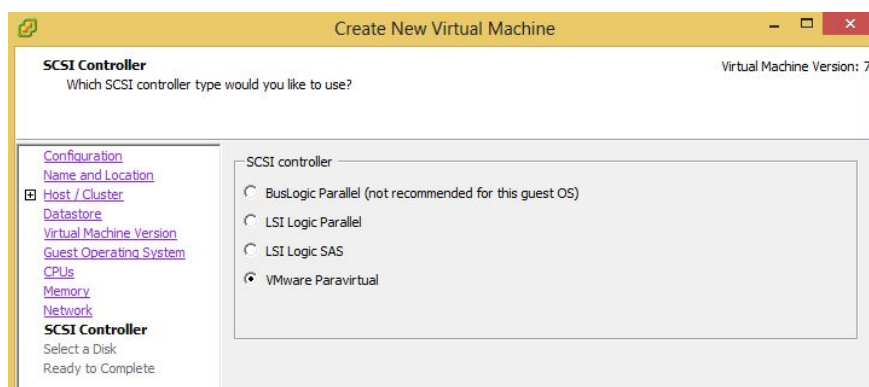 Create New Virtual Machine
SCSI Controller
Which SCSI controller type would you like to use?
Virtual Machine Version: 7
Configuration
Name and Location
Host / Cluster
Datastore
Virtual Machine Version
Guest Operating System
CPUs
Memory
Network
SCSI Controller
Select a Disk
Ready to Complete
SCSI controller
BusLogic Parallel (not recommended for this guest OS)
LSI Logic Parallel
LSI Logic SAS
VMware Paravirtual